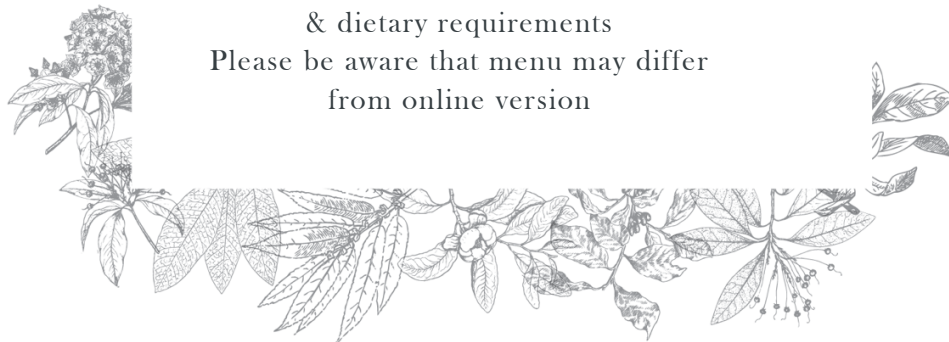 & dietary requirements
Please be aware that menu may differ
from online version